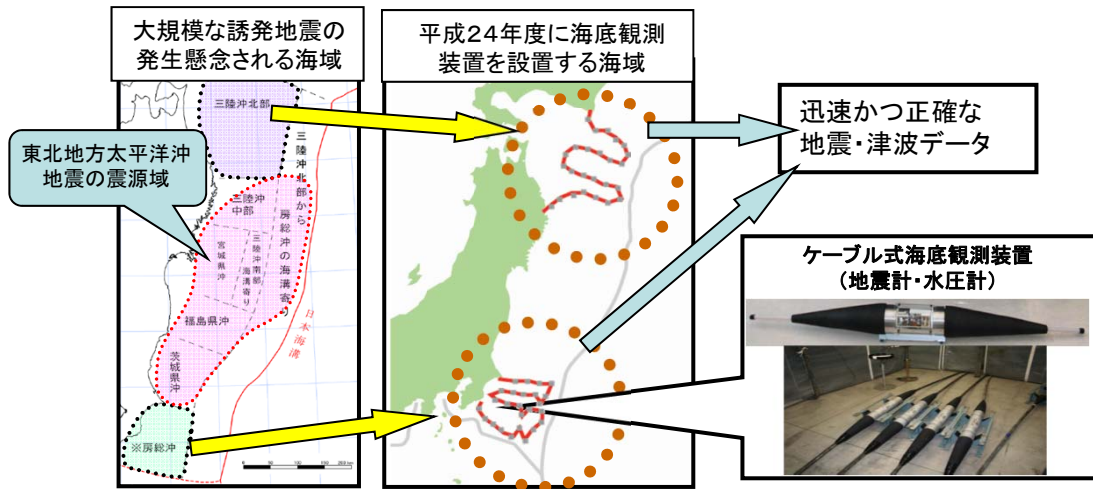 大規模な誘発地震の
発生懸念される海域
平成24年度に海底観測
装置を設置する海域
迅速かつ正確な
地震・津波データ
東北地方太平洋沖
地震の震源域
三陸沖北部
三陸沖北部から
房総沖の海溝寄り
三陸沖
中部
宮城県沖
三陸沖南部
海溝寄り
福島県沖
茨城県沖
日本海溝
※房総沖
ケーブル式海底観測装置
(地震計・水圧計)